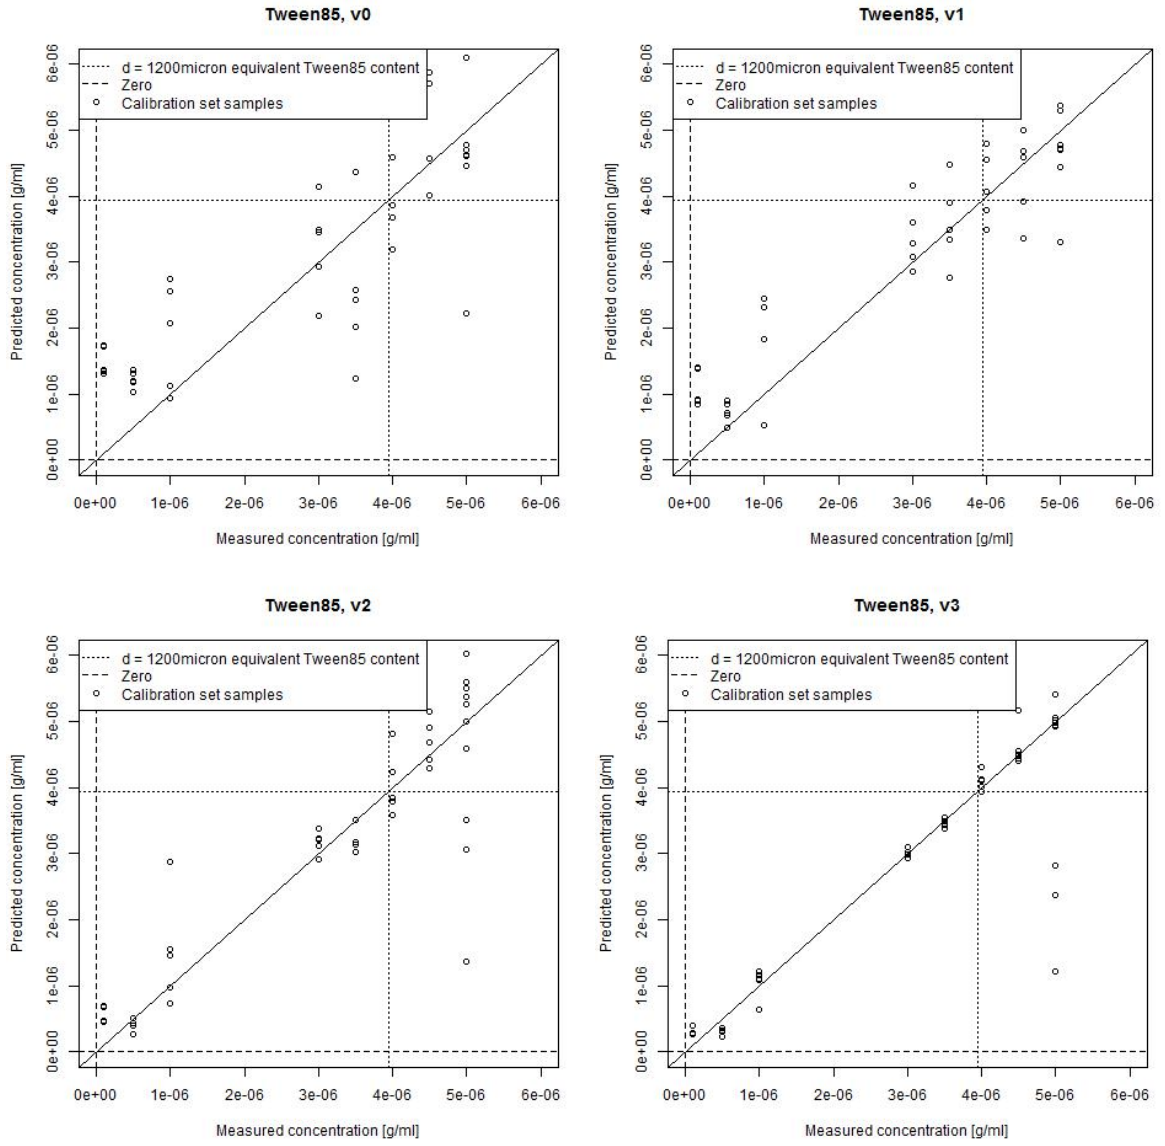 Tween85, v0
d = 1200micron equivalent Tween85 content
Zero
Calibration set samples
Predicted concentration [g/ml]
0e+00 1e-06 2e-06 3e-06 4e-06 5e-06 6e-06
0e+00 1e-06 2e-06 3e-06 4e-06 5e-06 6e-06
Measured concentration [g/ml]
Tween85, v1
d = 1200micron equivalent Tween85 content
Zero
Calibration set samples
Predicted concentration [g/ml]
0e+00 1e-06 2e-06 3e-06 4e-06 5e-06 6e-06
0e+00 1e-06 2e-06 3e-06 4e-06 5e-06 6e-06
Measured concentration [g/ml]
Tween85, v2
d = 1200micron equivalent Tween85 content
Zero
Calibration set samples
Predicted concentration [g/ml]
0e+00 1e-06 2e-06 3e-06 4e-06 5e-06 6e-06
0e+00 1e-06 2e-06 3e-06 4e-06 5e-06 6e-06
Measured concentration [g/ml]
Tween85, v3
d = 1200micron equivalent Tween85 content
Zero
Calibration set samples
Predicted concentration [g/ml]
0e+00 1e-06 2e-06 3e-06 4e-06 5e-06 6e-06
0e+00 1e-06 2e-06 3e-06 4e-06 5e-06 6e-06
Measured concentration [g/ml]